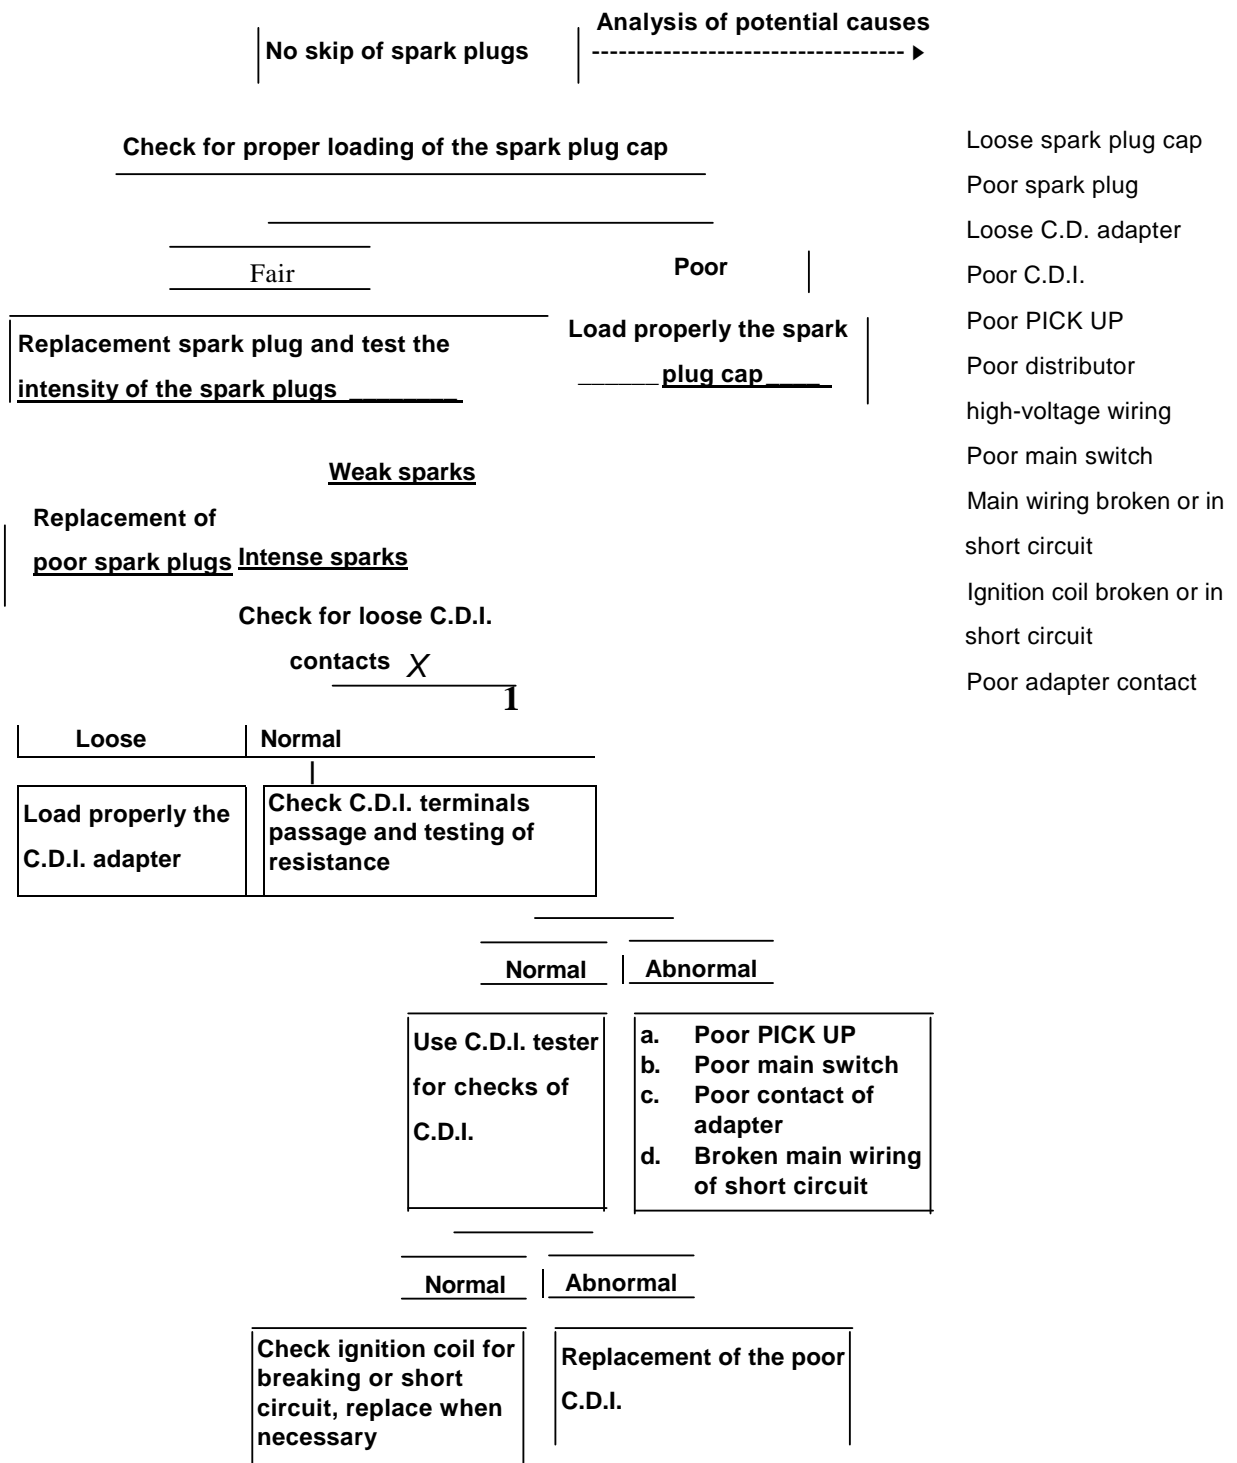 Analysis of potential causes
No skip of spark plugs
Check for proper loading of the spark plug cap
Fair
Poor
Replacement spark plug and test the
intensity of the spark plugs
Load properly the spark
plug cap
Weak sparks
Replacement of
poor spark plugs
Intense sparks
Check for loose C.D.I.
contacts X
1
Loose
Normal
Load properly the
C.D.I. adapter
Check C.D.I. terminals
passage and testing of
resistance
Normal
Abnormal
Use C.D.I. tester
for checks of
C.D.I.
a. Poor PICK UP
b. Poor main switch
c. Poor contact of
adapter
d. Broken main wiring
of short circuit
Normal
Abnormal
Check ignition coil for
breaking or short
circuit, replace when
necessary
Replacement of the poor
C.D.I.
Loose spark plug cap
Poor spark plug
Loose C.D. adapter
Poor C.D.I.
Poor PICK UP
Poor distributor
high-voltage wiring
Poor main switch
Main wiring broken or in
short circuit
Ignition coil broken or in
short circuit
Poor adapter contact